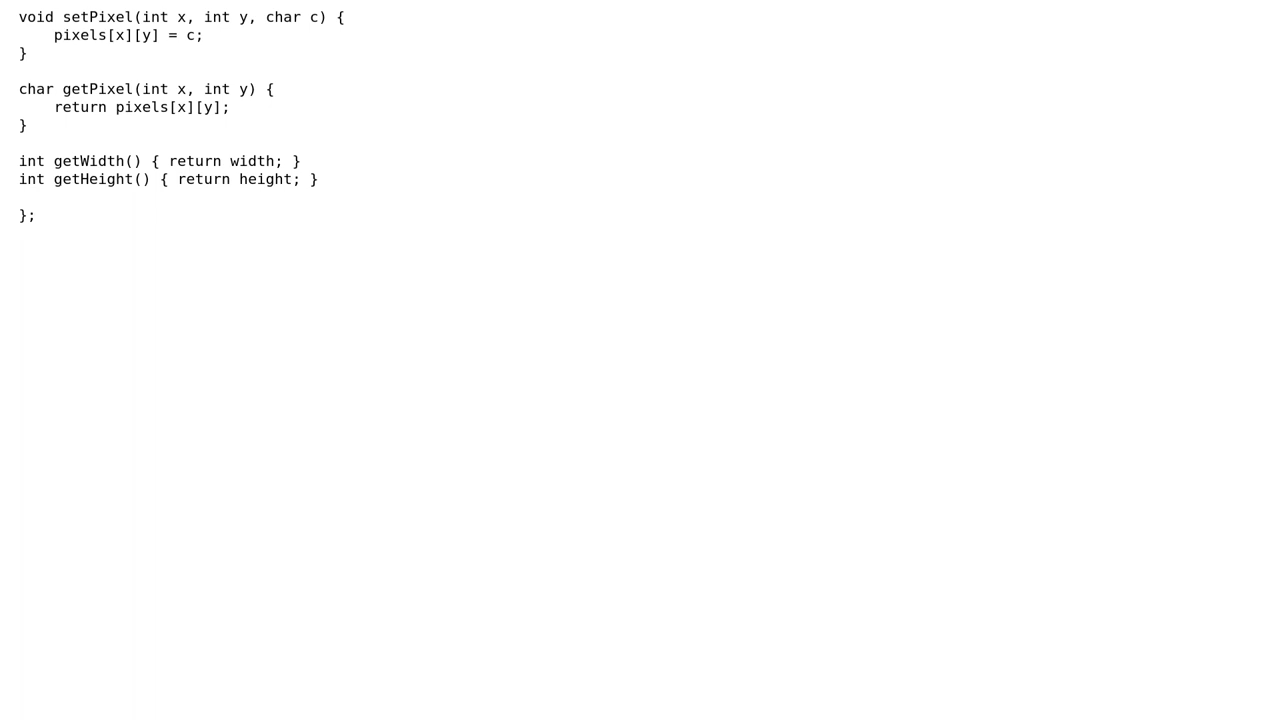 void setPixel(int x, int y, char c) {
    pixels[x][y] = c;
}

char getPixel(int x, int y) {
    return pixels[x][y];
}

int getWidth() { return width; }
int getHeight() { return height; }

};